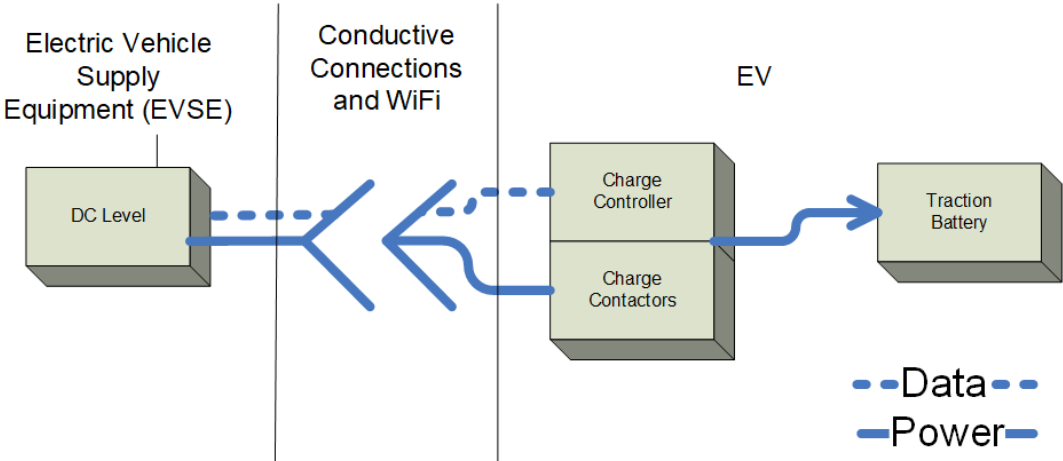 Electric Vehicle
Supply
Equipment (EVSE)
Conductive
Connections
and WiFi
EV
DC Level
Charge
Controller
Charge
Contactors
Traction
Battery
Data
Power